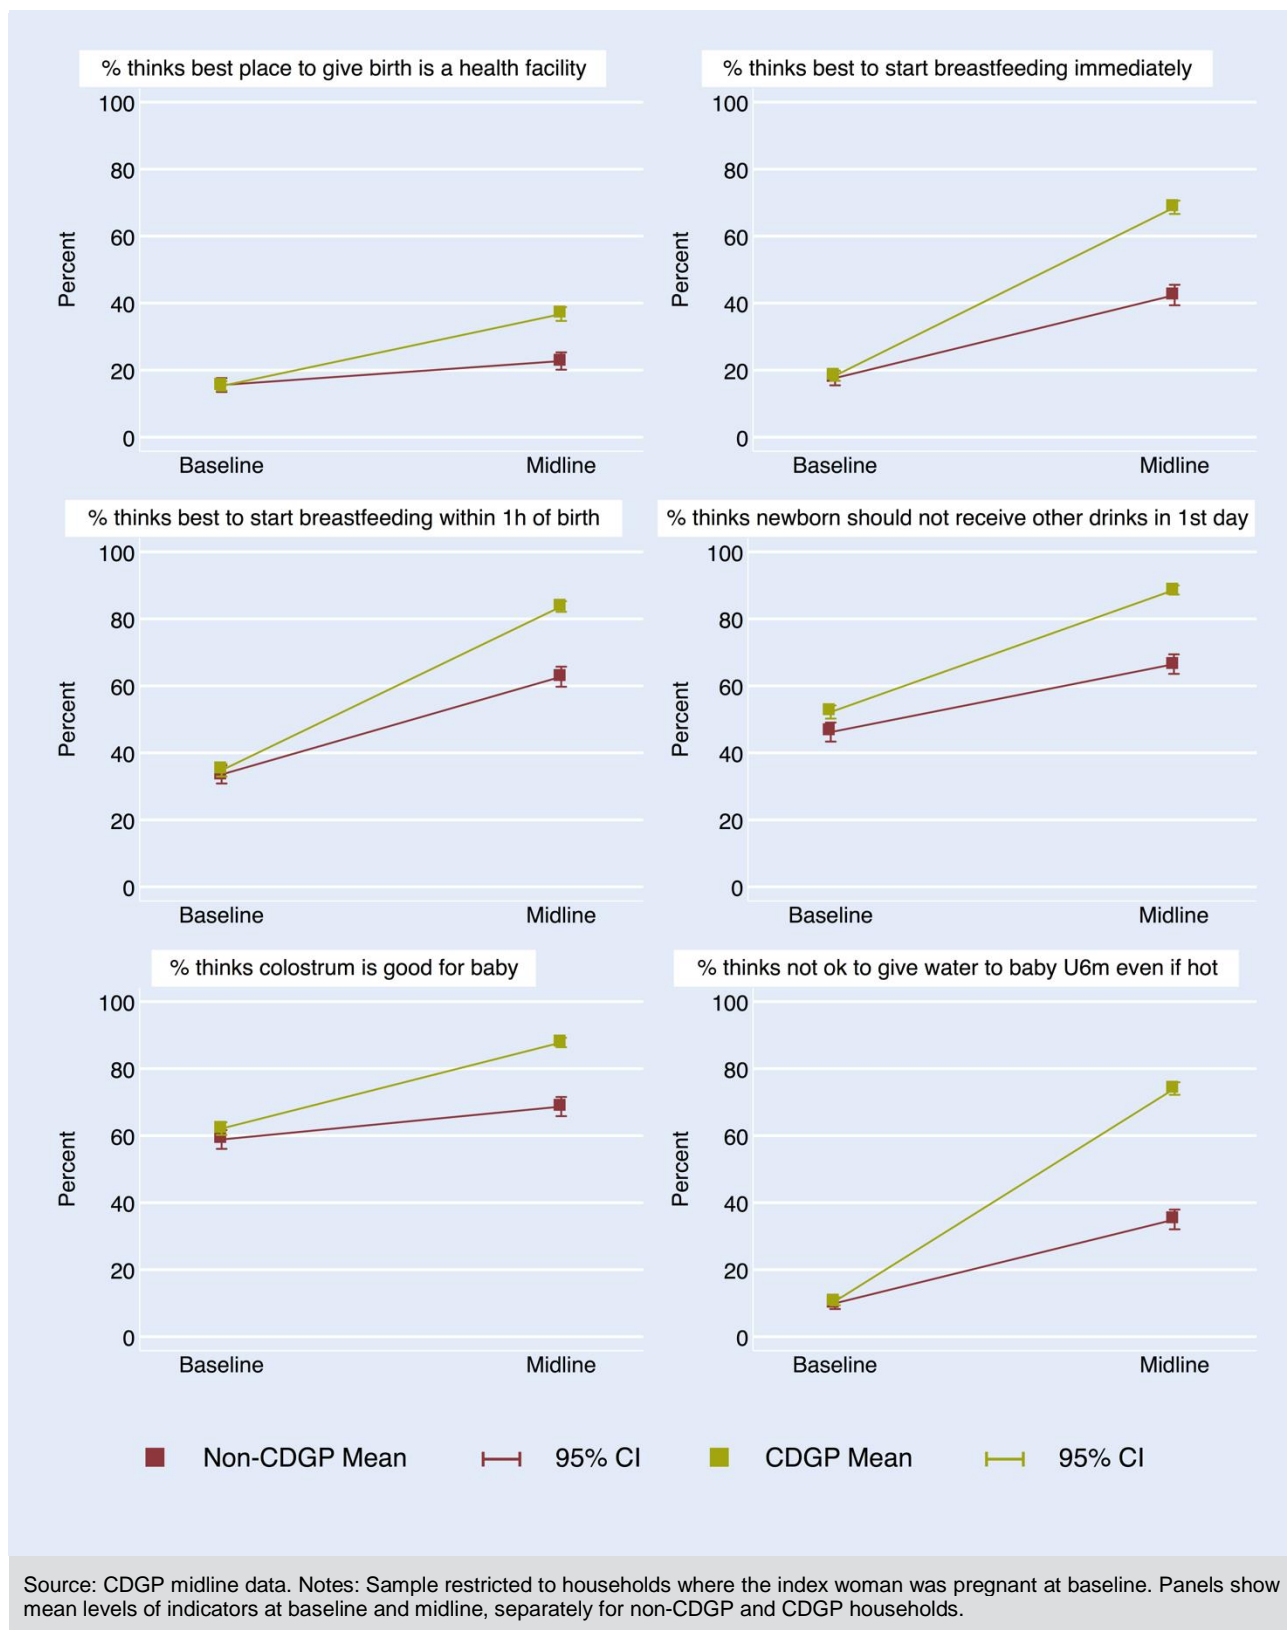 % thinks best place to give birth is a health facility
Percent
100
80
60
40
20
0
Baseline Midline
% thinks best to start breastfeeding immediately
Percent
100
80
60
40
20
0
Baseline Midline
% thinks best to start breastfeeding within 1h of birth
Percent
100
80
60
40
20
0
Baseline Midline
% thinks newborn should not receive other drinks in 1st day
Percent
100
80
60
40
20
0
Baseline Midline
% thinks colostrum is good for baby
Percent
100
80
60
40
20
0
Baseline Midline
% thinks not ok to give water to baby U6m even if hot
Percent
100
80
60
40
20
0
Baseline Midline
Non-CDGP Mean 95% CI CDGP Mean 95% CI
Source: CDGP midline data. Notes: Sample restricted to households where the index woman was pregnant at baseline. Panels show
mean levels of indicators at baseline and midline, separately for non-CDGP and CDGP households.